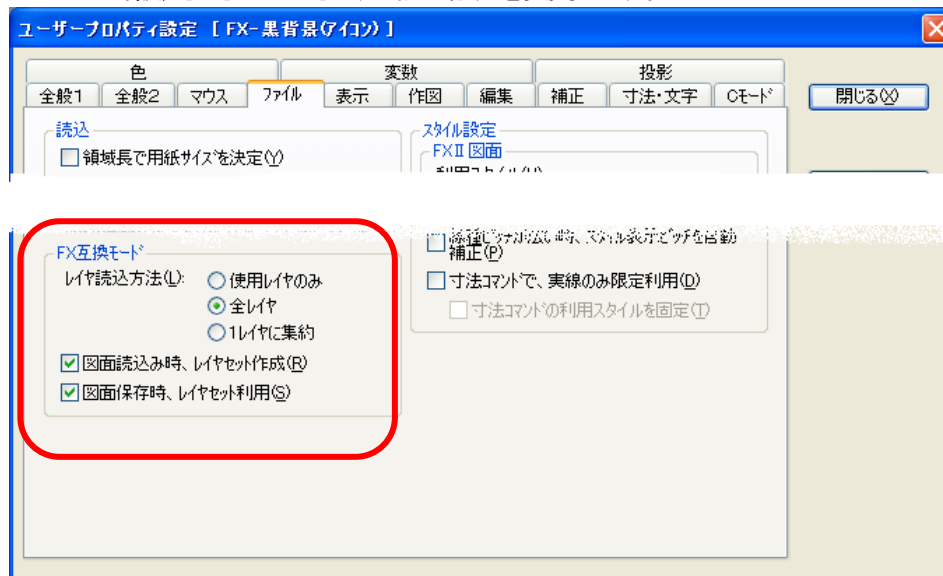 ユーザープロパティ設定 [ FX-黒背景(アイコン) ]
色 変数 投影
全般1 全般2 マウス ファイル 表示 作図 編集 補正 寸法・文字 Cモード
閉じる(X)
読込
領域長で用紙サイズを決定(Y)
スタイル設定
FXⅡ 図面
FX互換モード
レイヤ読込方法(L):
使用レイヤのみ
全レイヤ
1レイヤに集約
図面読込み時、レイヤセット作成(R)
図面保存時、レイヤセット利用(S)
補正(P)
寸法コマンドで、実線のみ限定利用(D)
寸法コマンドの利用スタイルを固定(T)